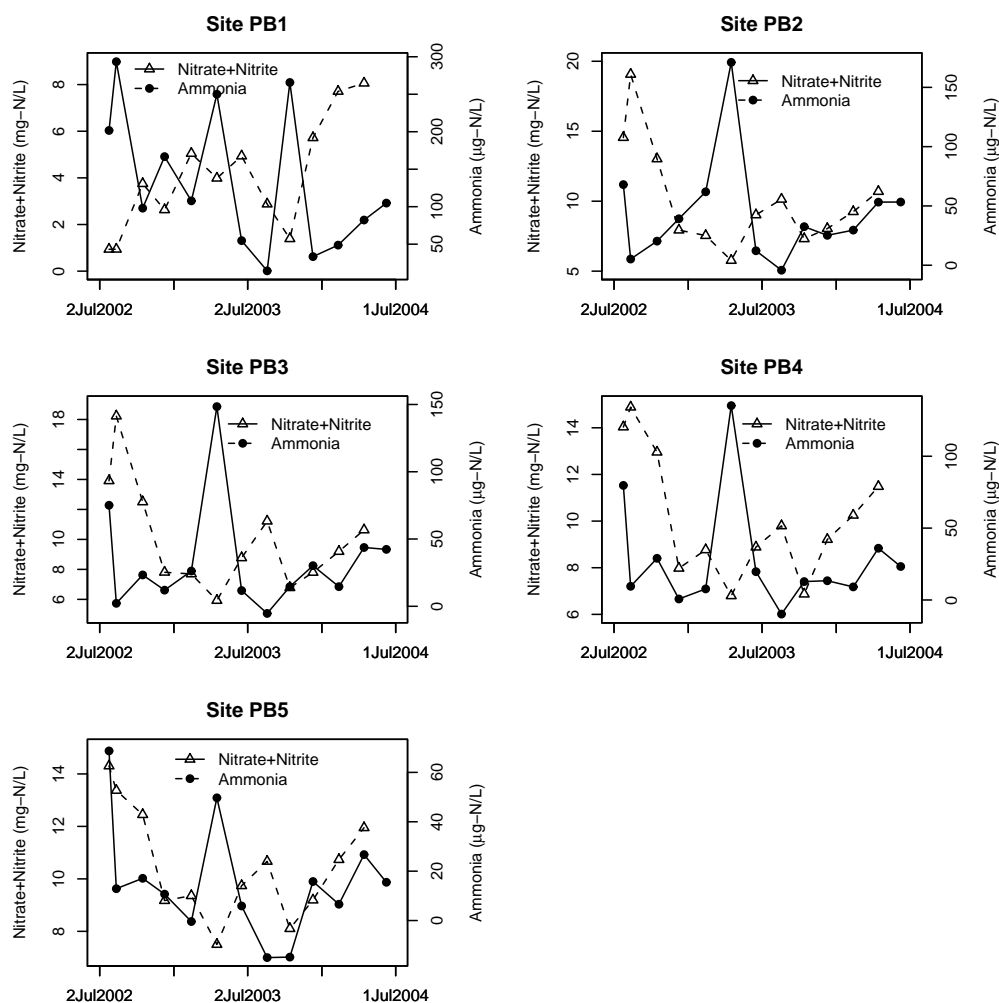 Site PB1
Nitrate+Nitrite (mg−N/L)
0 2 4 6 8
Nitrate+Nitrite
Ammonia
50 100 200 300
Ammonia (µg−N/L)
2Jul2002 2Jul2003 1Jul2004
Site PB2
Nitrate+Nitrite (mg−N/L)
5 10 15 20
Nitrate+Nitrite
Ammonia
0 50 100 150
Ammonia (µg−N/L)
2Jul2002 2Jul2003 1Jul2004
Site PB3
Nitrate+Nitrite (mg−N/L)
6 8 10 14 18
Nitrate+Nitrite
Ammonia
0 50 100 150
Ammonia (µg−N/L)
2Jul2002 2Jul2003 1Jul2004
Site PB4
Nitrate+Nitrite (mg−N/L)
6 8 10 12 14
Nitrate+Nitrite
Ammonia
0 50 100
Ammonia (µg−N/L)
2Jul2002 2Jul2003 1Jul2004
Site PB5
Nitrate+Nitrite (mg−N/L)
8 10 12 14
Nitrate+Nitrite
Ammonia
0 20 40 60
Ammonia (µg−N/L)
2Jul2002 2Jul2003 1Jul2004